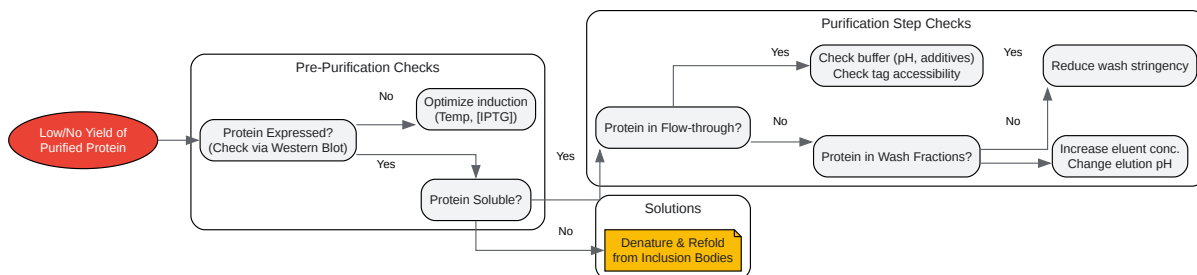 Purification Step Checks
Pre-Purification Checks
Low/No Yield of
Purified Protein
Protein Expressed?
(Check via Western Blot)
No
Optimize induction
(Temp, [IPTG])
Yes
Protein Soluble?
Yes
Protein in Flow-through?
Yes
Check buffer (pH, additives)
Check tag accessibility
No
Protein in Wash Fractions?
Yes
Reduce wash stringency
No
Increase eluent conc.
Change elution pH
No
Solutions
Denature & Refold
from Inclusion Bodies